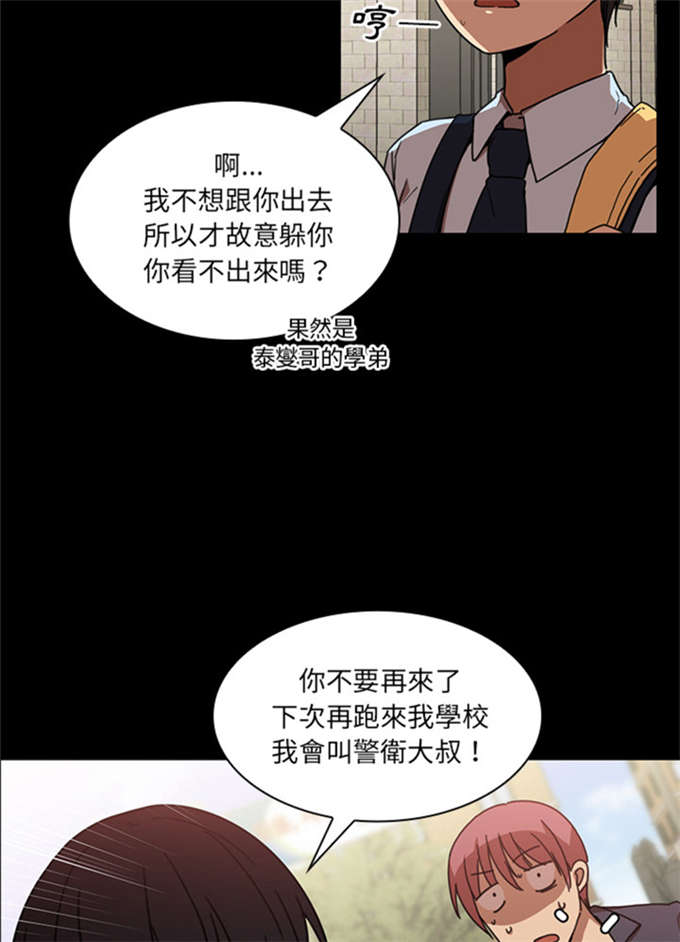 哼—
啊...
我不想跟你出去
所以才故意躲你
你看不出來嗎？
果然是
泰燮哥的學弟
你不要再來了
下次再跑來我學校
我會叫警衛大叔！